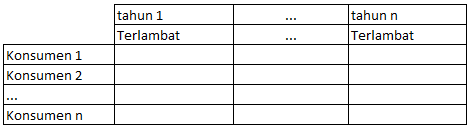 tahun 1 ... tahun n
Terlambat ... Terlambat
Konsumen 1
Konsumen 2
...
Konsumen n